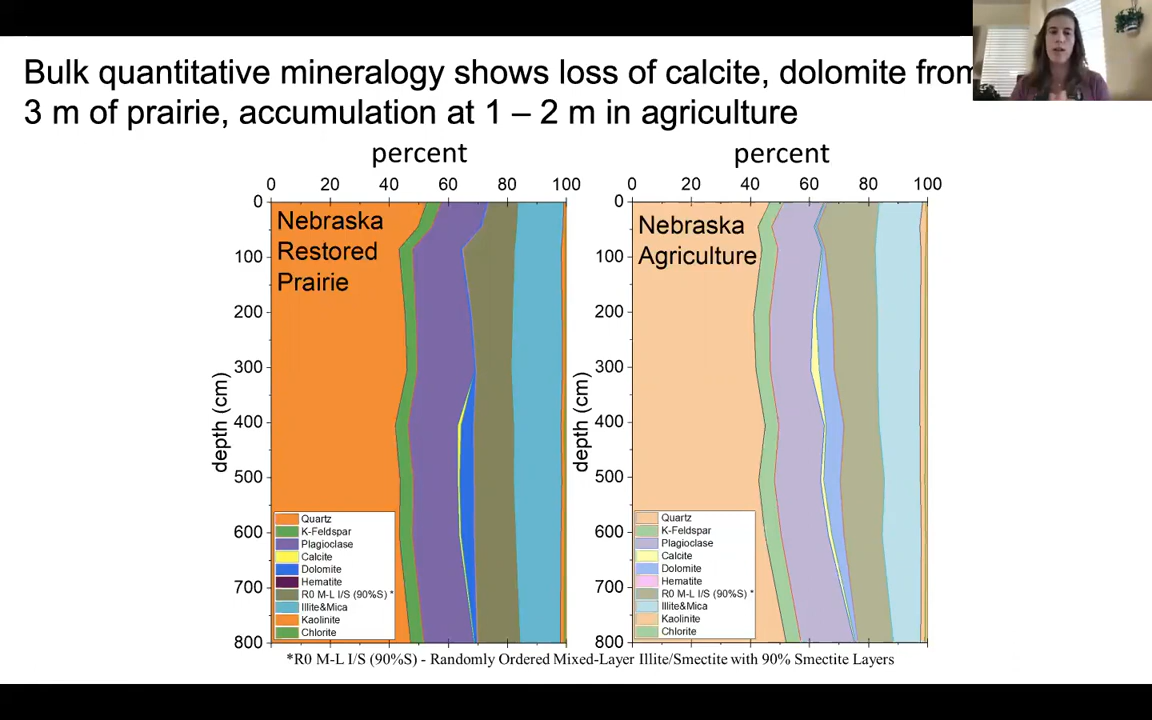 Bulk quantitative mineralogy shows loss of calcite, dolomite from
3 m of prairie, accumulation at 1 – 2 m in agriculture
percent
percent
0 20 40 60 80 100
0 20 40 60 80 100
Nebraska
Restored
Prairie
Nebraska
Agriculture
0
100
200
300
400
500
600
700
800
depth (cm)
0
100
200
300
400
500
600
700
800
depth (cm)
Quartz
K-Feldspar
Plagioclase
Calcite
Dolomite
Hematite
R0 M-L I/S (90%S) *
Illite&Mica
Kaolinite
Chlorite
Quartz
K-Feldspar
Plagioclase
Calcite
Dolomite
Hematite
R0 M-L I/S (90%S) *
Illite&Mica
Kaolinite
Chlorite
*R0 M-L I/S (90%S) - Randomly Ordered Mixed-Layer Illite/Smectite with 90% Smectite Layers